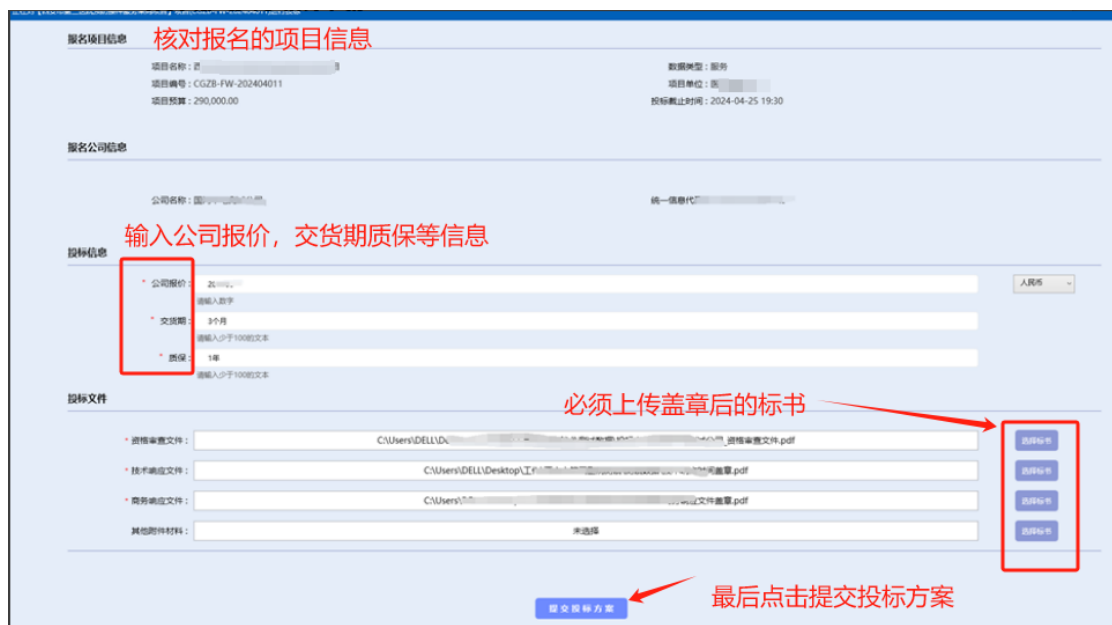 报名项目信息 核对报名的项目信息
项目名称： 数据类型：服务
项目编号：CGZB-FW-202404011 项目单位：医
项目预算：290,000.00 投标截止时间：2024-04-25 19:30
报名公司信息
公司名称： 统一信息代
输入公司报价，交货期质保等信息
投标信息
* 公司报价： 人民币
请输入数字
* 交货期： 3个月
请输入少于100的文本
* 质保： 1年
请输入少于100的文本
投标文件
必须上传盖章后的标书
* 资格审查文件： C:\Users\DELL\De 资格审查文件.pdf 选择标书
* 技术响应文件： C:\Users\DELL\Desktop\工 盖章.pdf 选择标书
* 商务响应文件： C:\Users\ 响应文件盖章.pdf 选择标书
其他附件材料： 未选择 选择标书
提交投标方案
最后点击提交投标方案